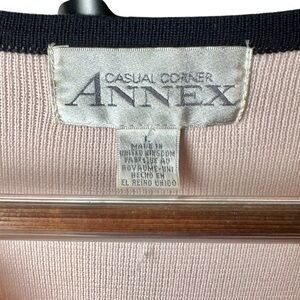 CASUAL CORNER
ANNEX
L
MADE IN
UNITED KINGDOM
FABRIQUE AU
ROYAUME-UNI
HECHO EN
EL REINO UNIDO